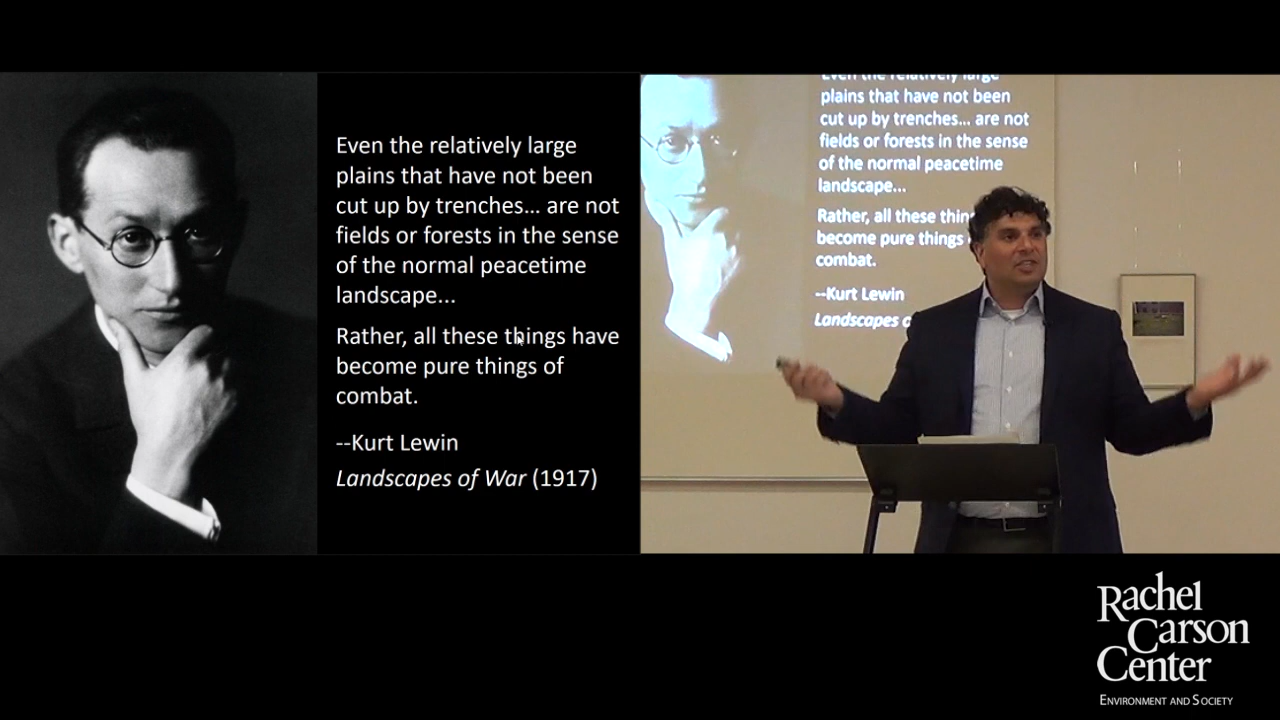 Even the relatively large
plains that have not been
cut up by trenches... are not
fields or forests in the sense
of the normal peacetime
landscape...
Rather, all these things have
become pure things of
combat.
--Kurt Lewin
Landscapes of War (1917)
Even the relatively large
plains that have not been
cut up by trenches... are not
fields or forests in the sense
of the normal peacetime
landscape...
Rather, all these
become pure things
combat.
--Kurt Lewin
Landscapes
Rachel
Carson
Center
ENVIRONMENT AND SOCIETY